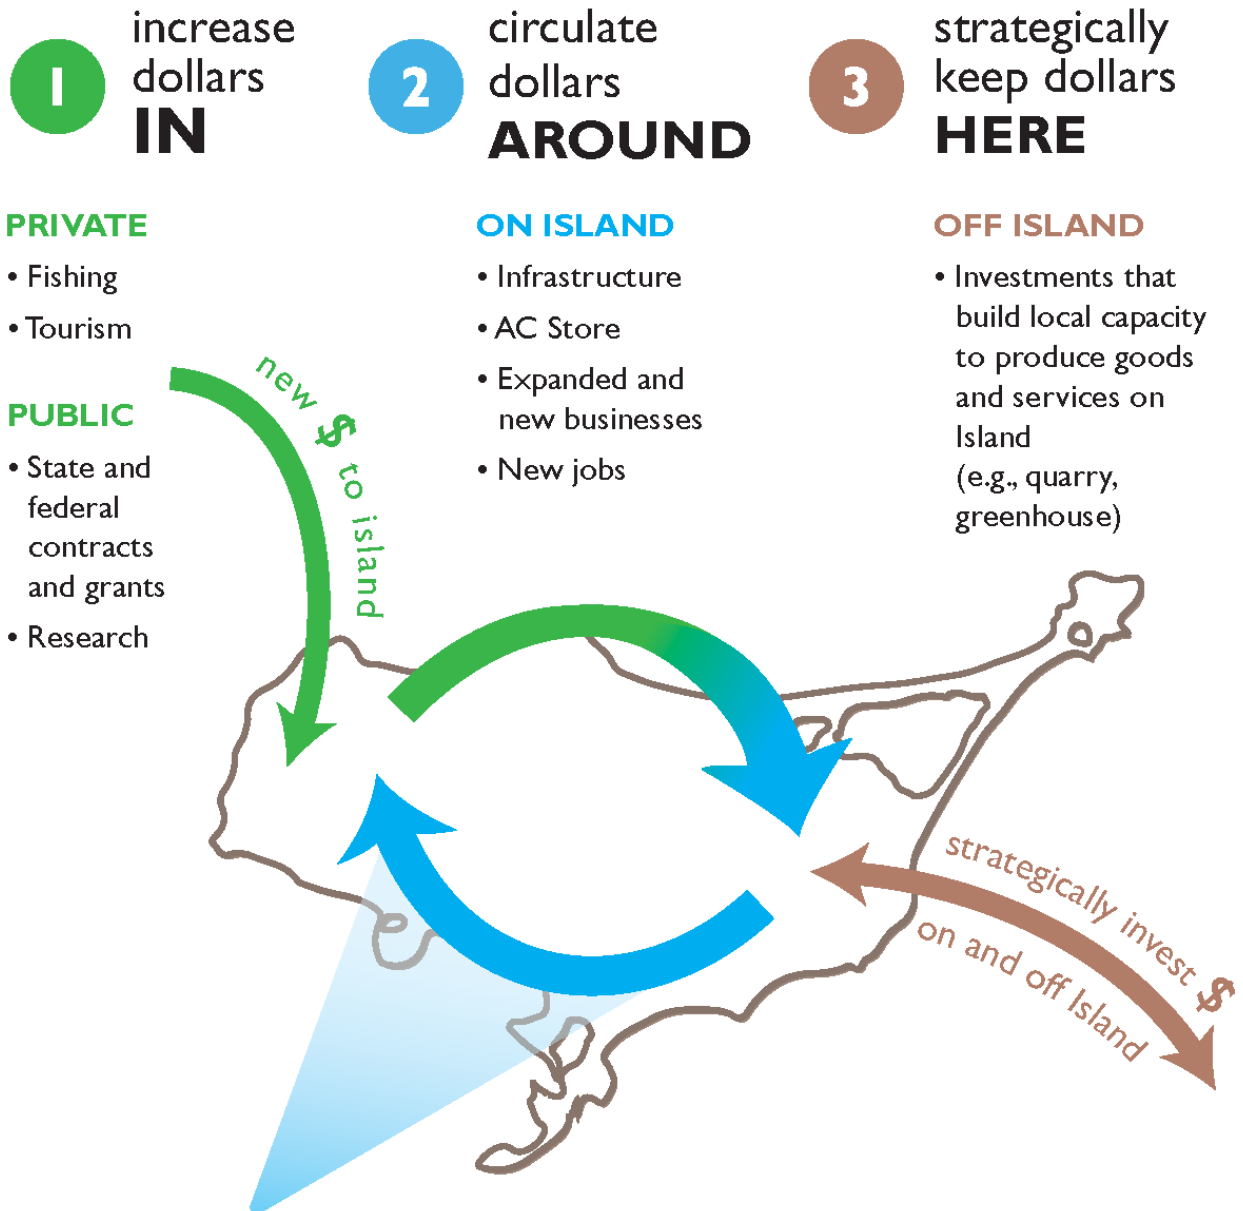 1
increase
dollars
IN
2
circulate
dollars
AROUND
3
strategically
keep dollars
HERE
PRIVATE
• Fishing
• Tourism
PUBLIC
• State and
federal
contracts
and grants
• Research
new $ to island
ON ISLAND
• Infrastructure
• AC Store
• Expanded and
new businesses
• New jobs
OFF ISLAND
• Investments that
build local capacity
to produce goods
and services on
Island
(e.g., quarry,
greenhouse)
strategically invest $
on and off Island